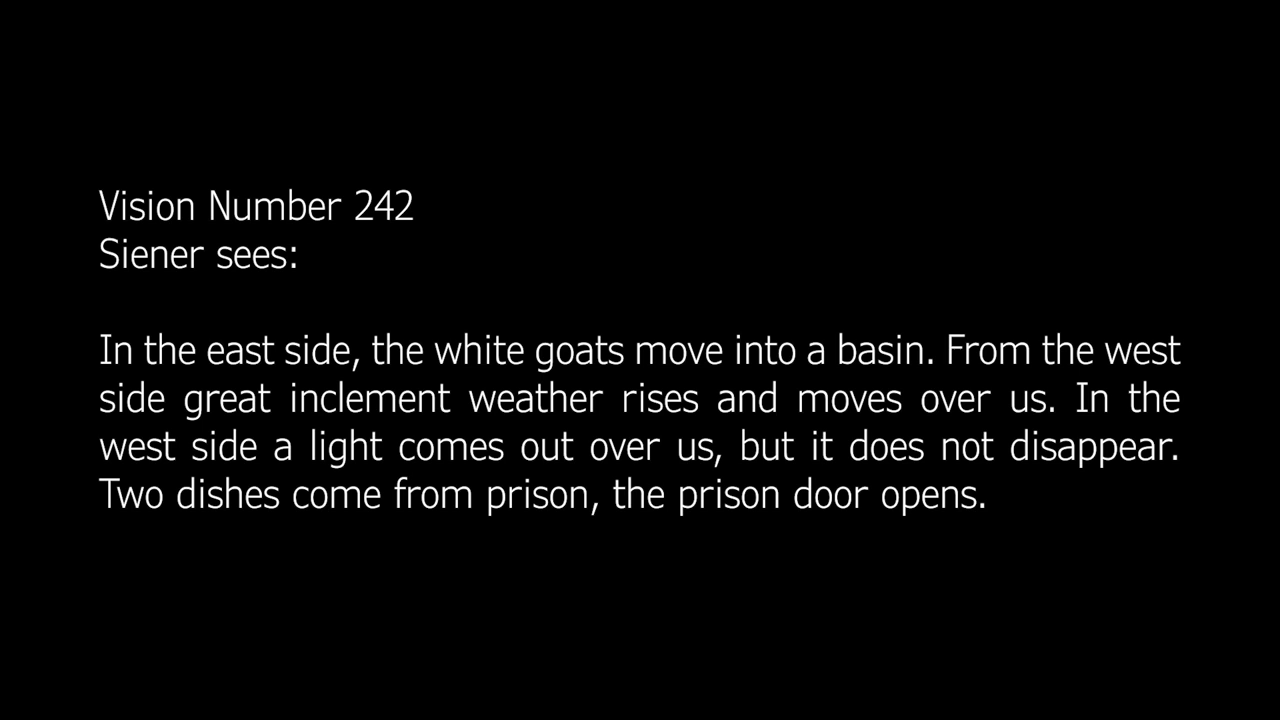 Vision Number 242
Siener sees:
In the east side, the white goats move into a basin. From the west
side great inclement weather rises and moves over us. In the
west side a light comes out over us, but it does not disappear.
Two dishes come from prison, the prison door opens.